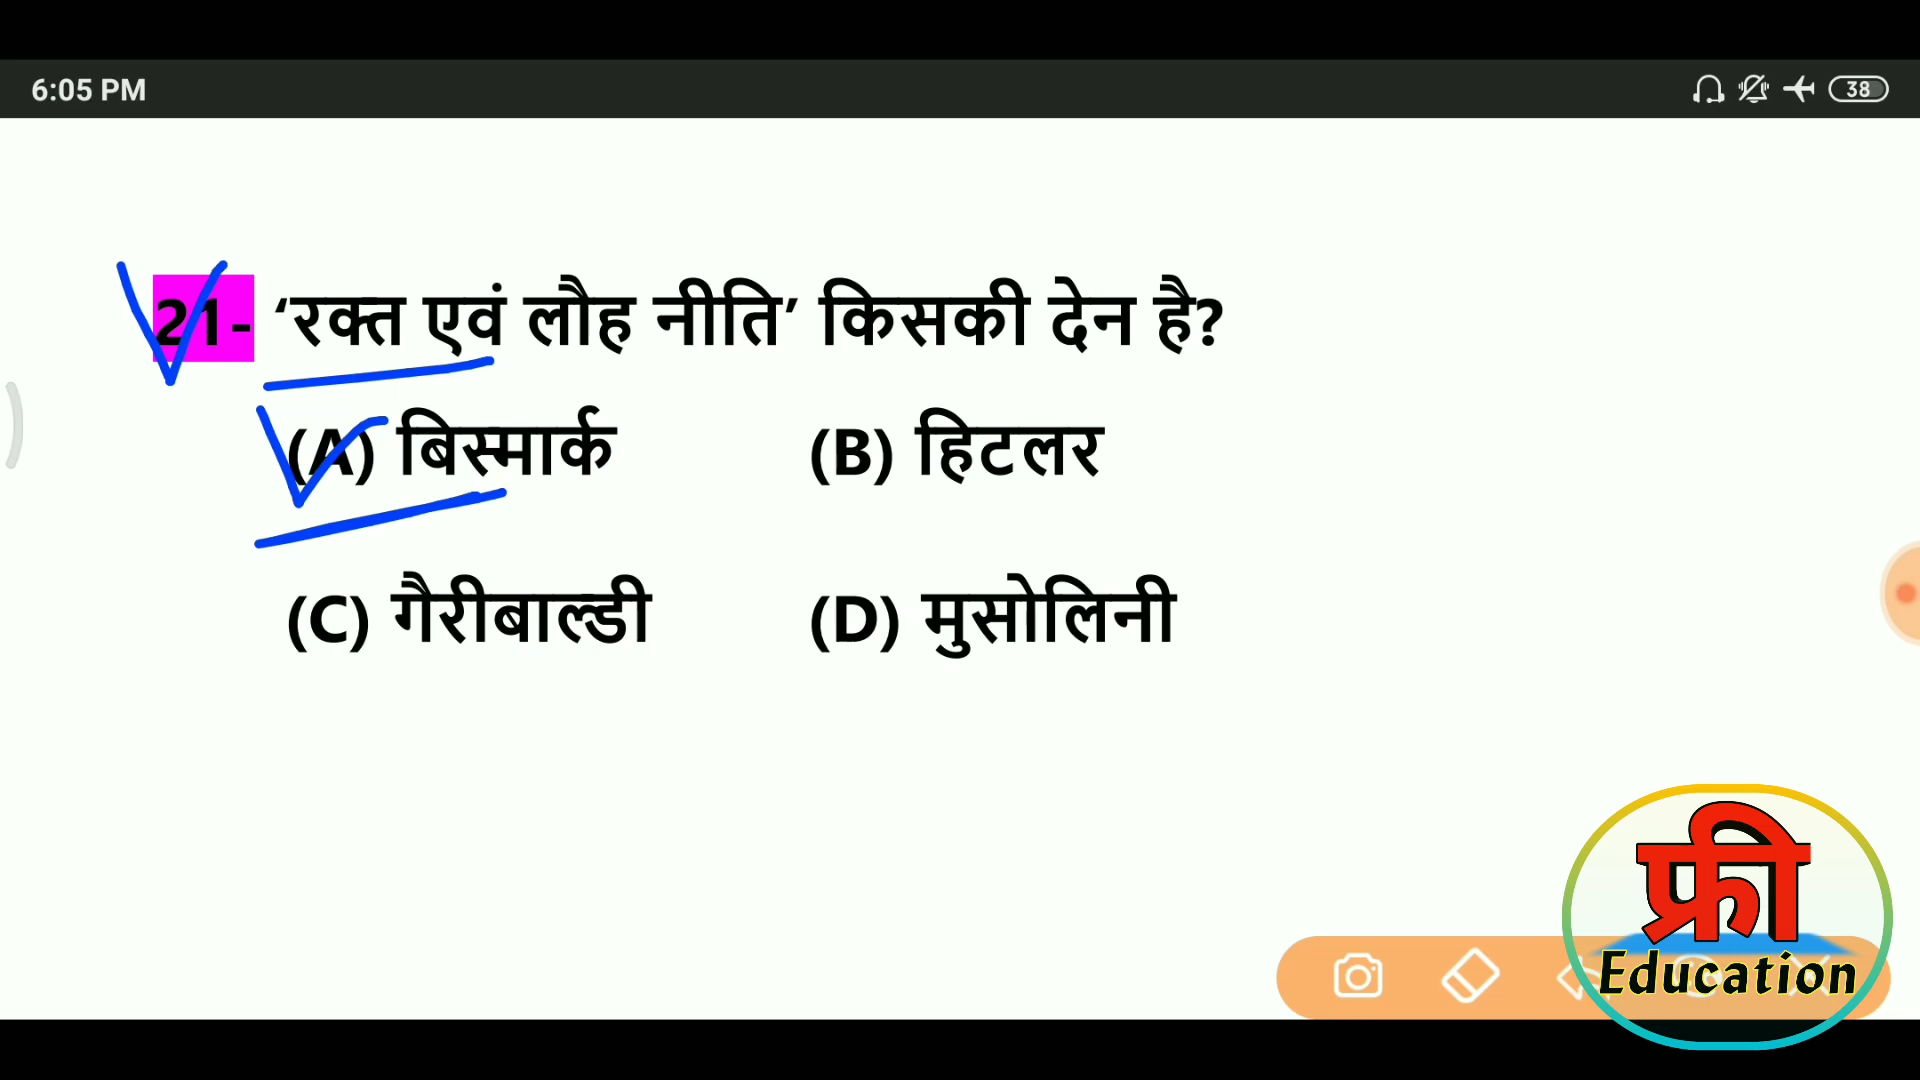 6:05 PM
38
21- ‘रक्त एवं लौह नीति’ किसकी देन है?
(A) बिस्मार्क (B) हिटलर
(C) गैरीबाल्डी (D) मुसोलिनी
फ्री
Education